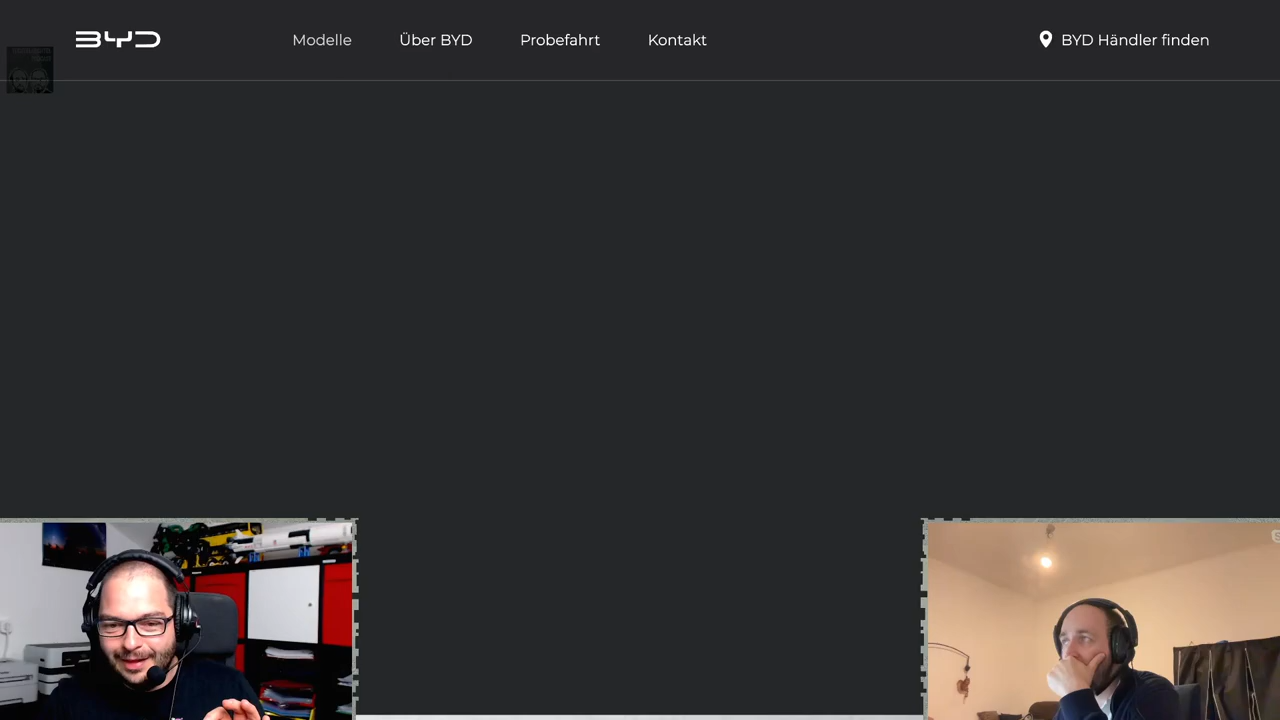 BYD
Modelle
Über BYD
Probefahrt
Kontakt
BYD Händler finden